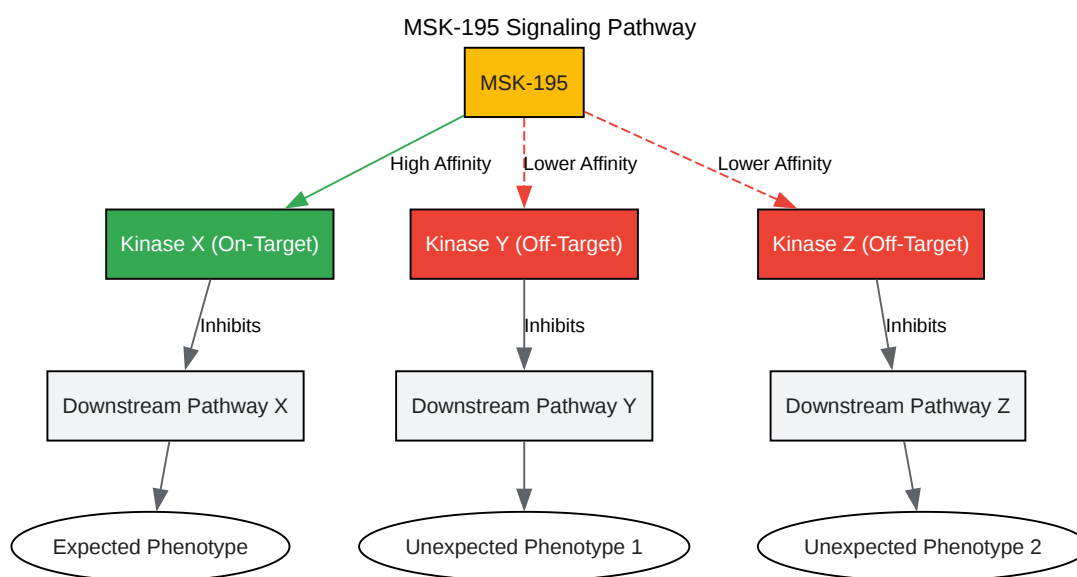 MSK-195 Signaling Pathway
MSK-195
High Affinity
Lower Affinity
Lower Affinity
Kinase X (On-Target)
Kinase Y (Off-Target)
Kinase Z (Off-Target)
Inhibits
Inhibits
Inhibits
Downstream Pathway X
Downstream Pathway Y
Downstream Pathway Z
Expected Phenotype
Unexpected Phenotype 1
Unexpected Phenotype 2